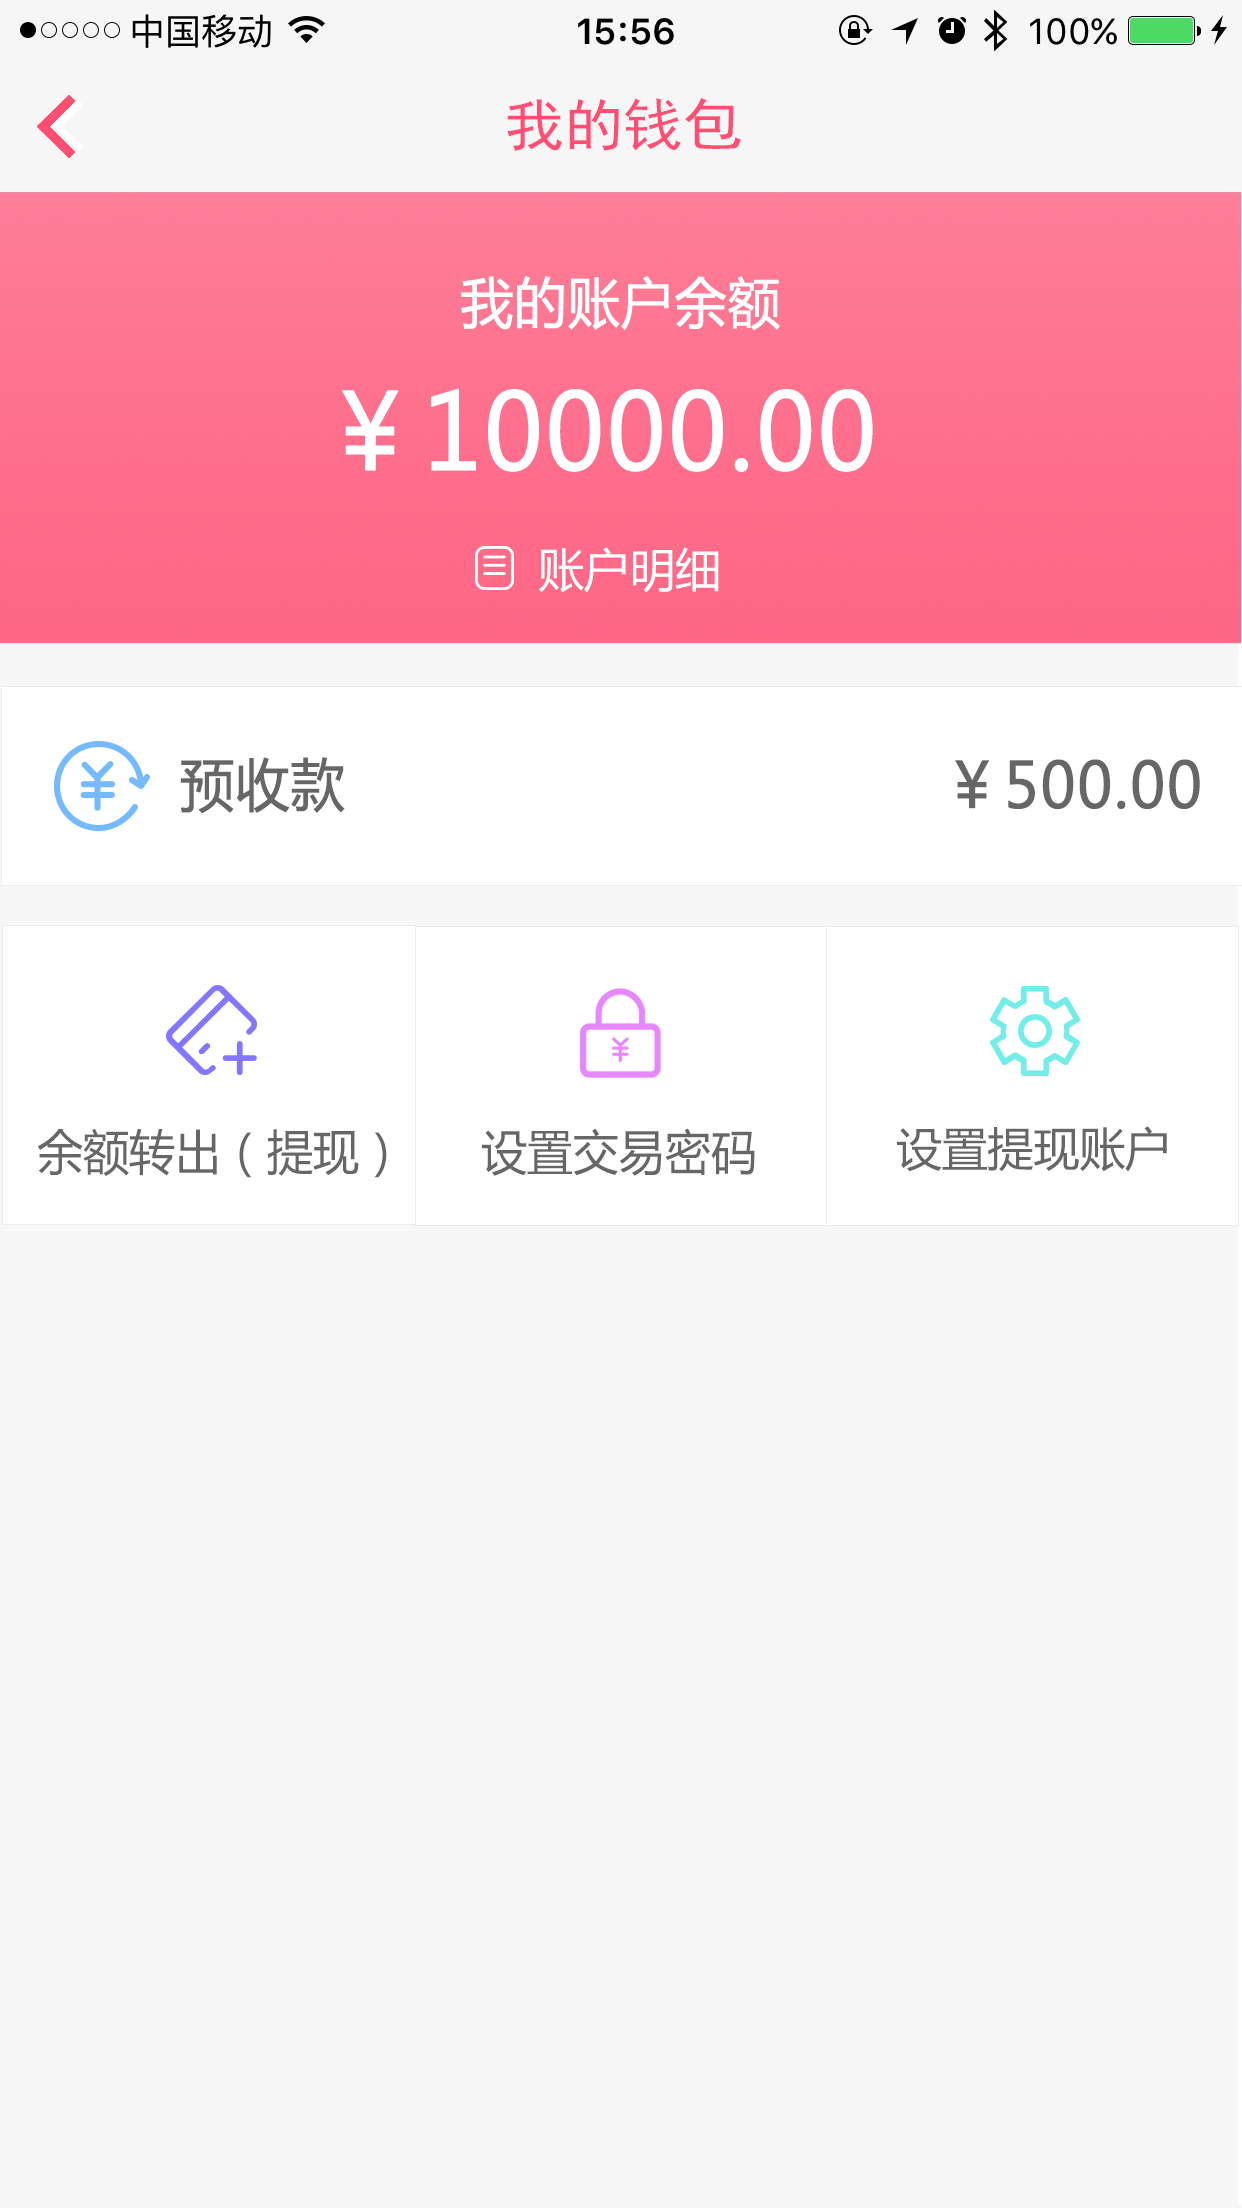 中国移动 15:56 100%
我的钱包
我的账户余额
¥ 10000.00
账户明细
预收款 ¥ 500.00
余额转出（提现） 设置交易密码 设置提现账户